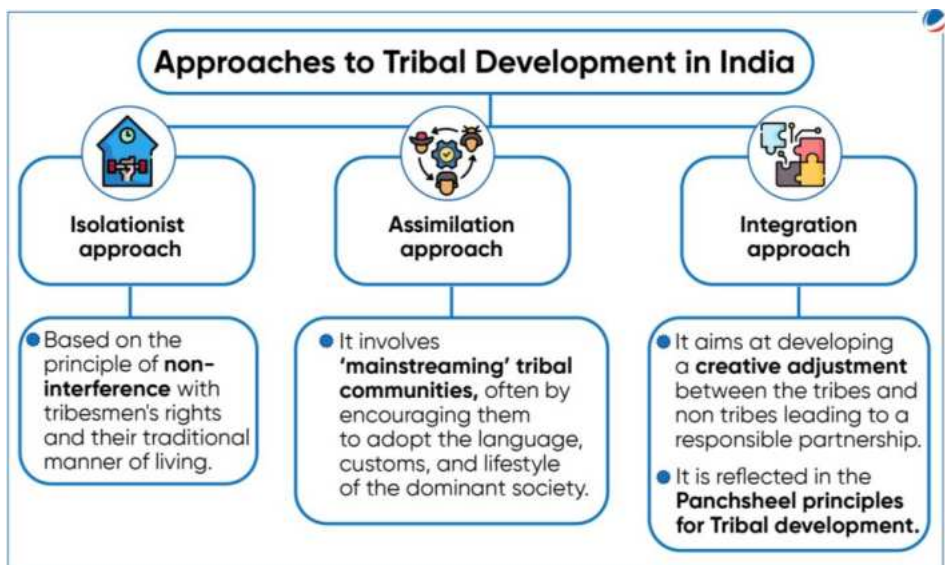 Approaches to Tribal Development in India
Isolationist
approach
Based on the
principle of non-
interference with
tribesmen's rights
and their traditional
manner of living.
Assimilation
approach
It involves
‘mainstreaming’ tribal
communities, often by
encouraging them
to adopt the language,
customs, and lifestyle
of the dominant society.
Integration
approach
It aims at developing
a creative adjustment
between the tribes and
non tribes leading to a
responsible partnership.
It is reflected in the
Panchsheel principles
for Tribal development.